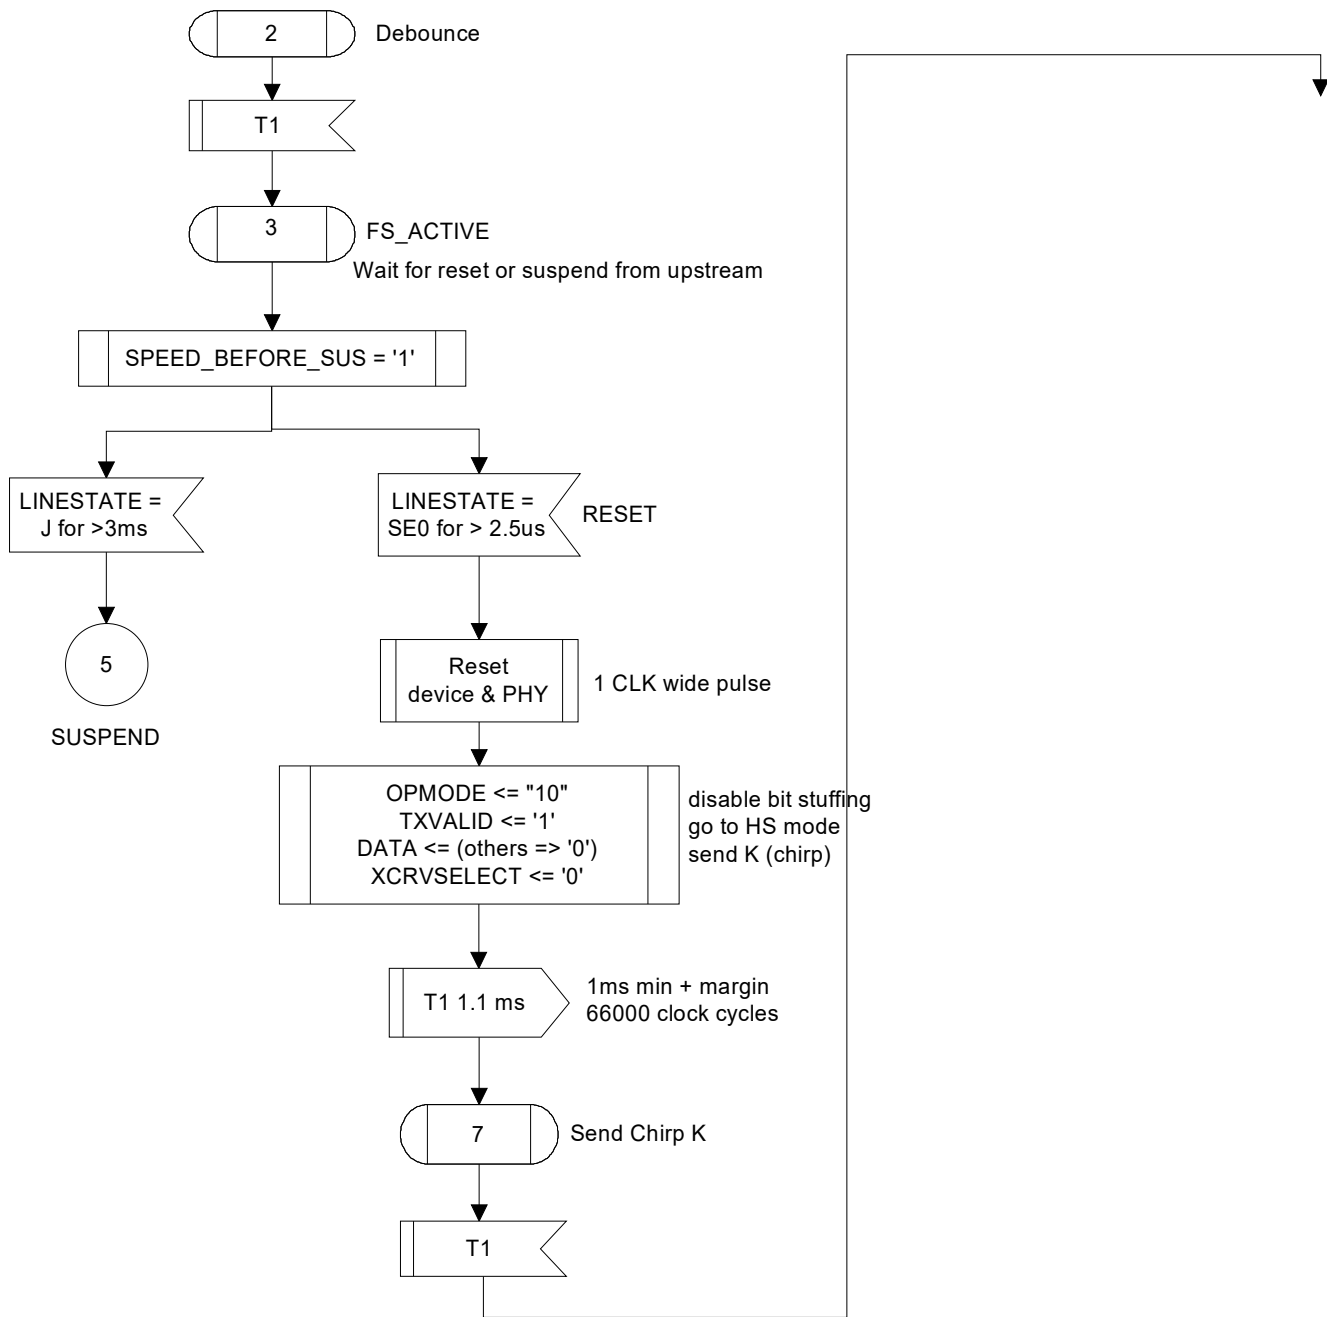 2
Debounce
T1
3
FS_ACTIVE
Wait for reset or suspend from upstream
SPEED_BEFORE_SUS = '1'
LINESTATE =
J for >3ms
LINESTATE =
SE0 for > 2.5us
RESET
5
SUSPEND
Reset
device & PHY
1 CLK wide pulse
OPMODE <= "10"
TXVALID <= '1'
DATA <= (others => '0')
XCRVSELECT <= '0'
disable bit stuffing
go to HS mode
send K (chirp)
T1 1.1 ms
1ms min + margin
66000 clock cycles
7
Send Chirp K
T1